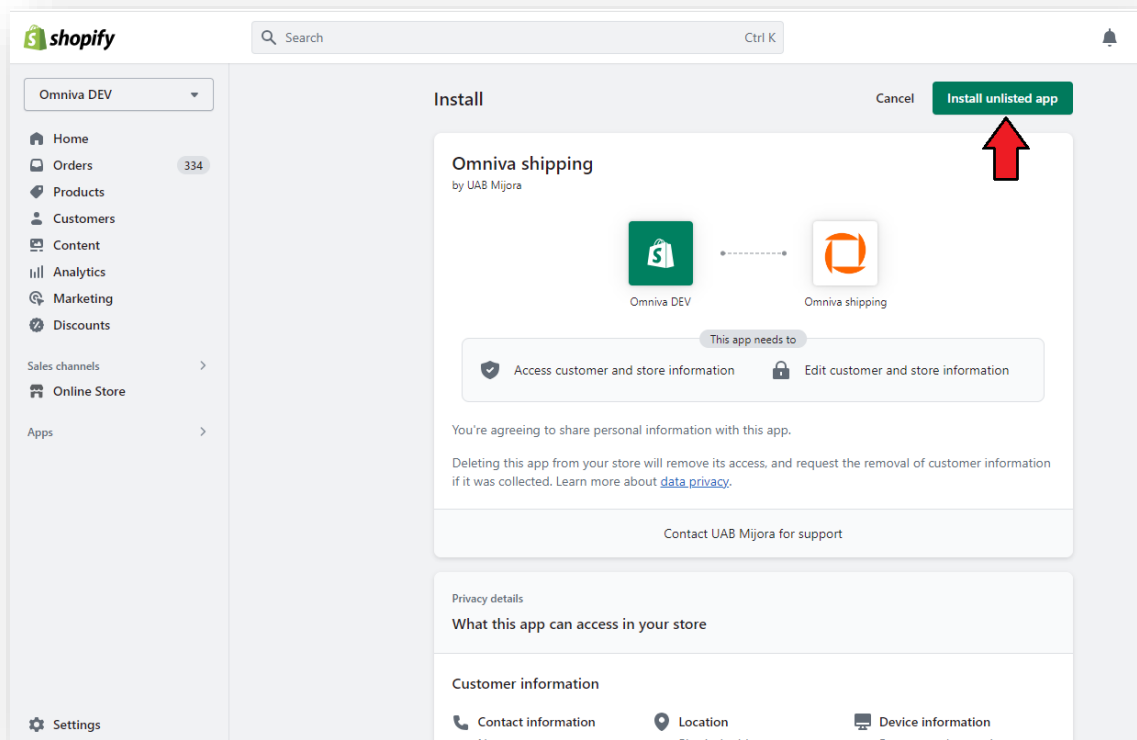 shopify
Search
Ctrl K
Omniva DEV
Home
Orders
334
Products
Customers
Content
Analytics
Marketing
Discounts
Sales channels
Online Store
Apps
Settings
Install
Cancel
Install unlisted app
Omniva shipping
by UAB Mijora
Omniva DEV
Omniva shipping
This app needs to
Access customer and store information
Edit customer and store information
You're agreeing to share personal information with this app.
Deleting this app from your store will remove its access, and request the removal of customer information
if it was collected. Learn more about data privacy.
Contact UAB Mijora for support
Privacy details
What this app can access in your store
Customer information
Contact information
Location
Device information